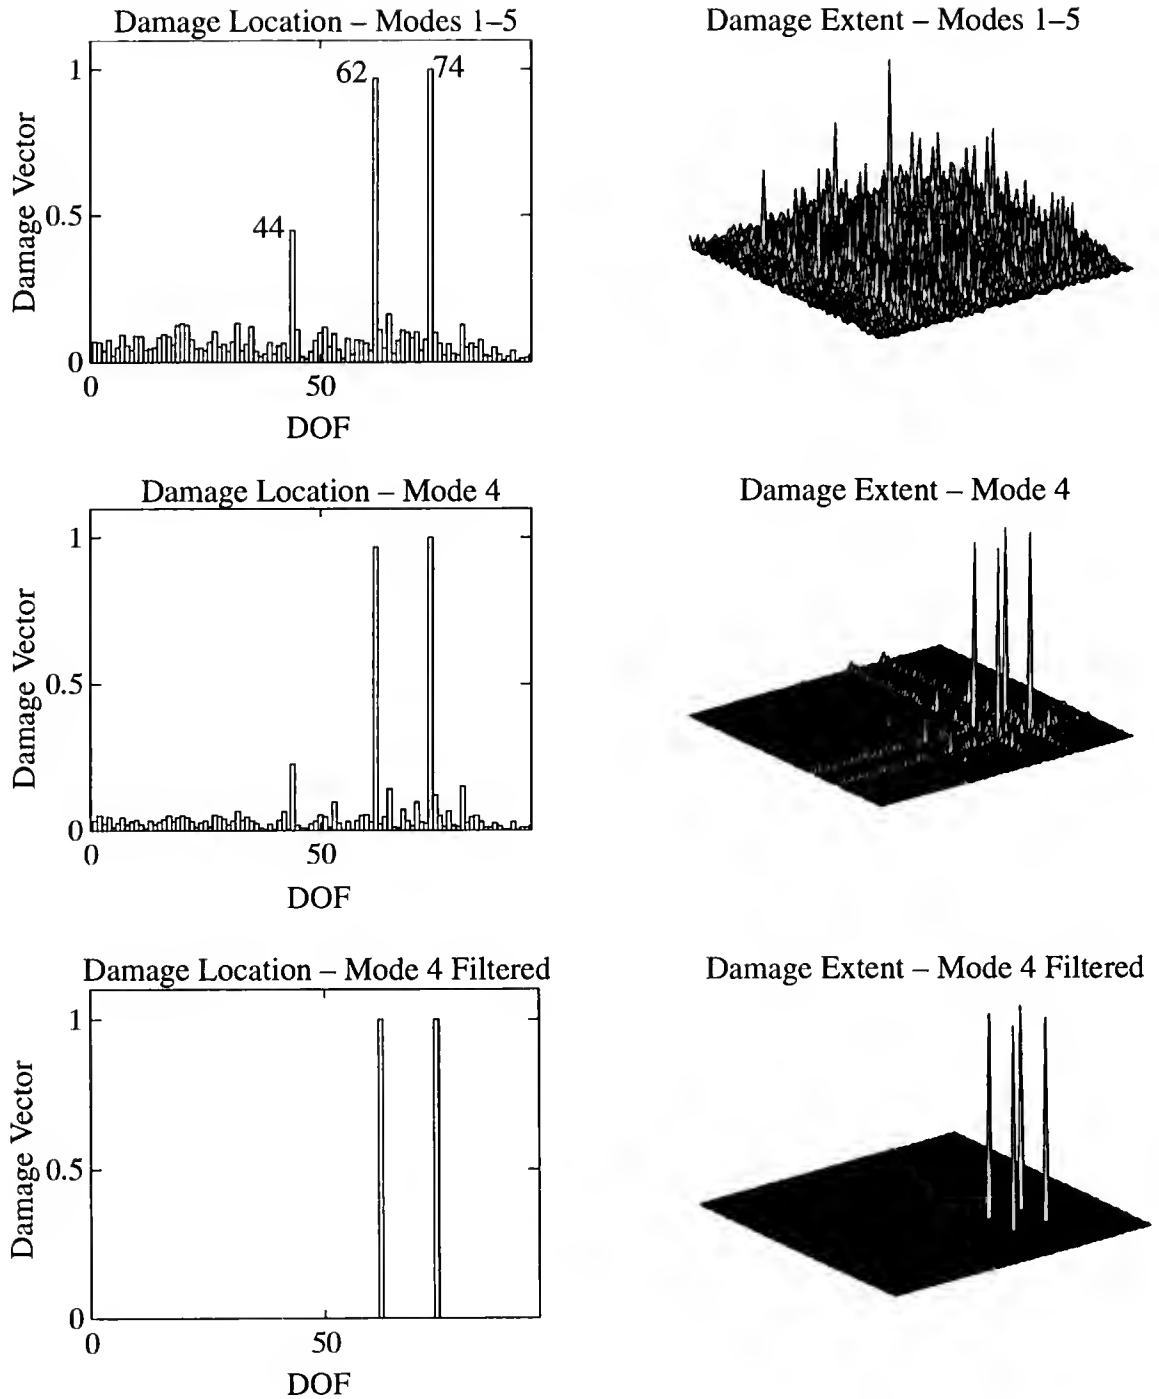 Damage Location – Modes 1–5
Damage Extent – Modes 1–5
Damage Vector
1
0.5
0
44
62
74
0
50
DOF
Damage Location – Mode 4
Damage Extent – Mode 4
Damage Vector
1
0.5
0
0
50
DOF
Damage Location – Mode 4 Filtered
Damage Extent – Mode 4 Filtered
Damage Vector
1
0.5
0
0
50
DOF